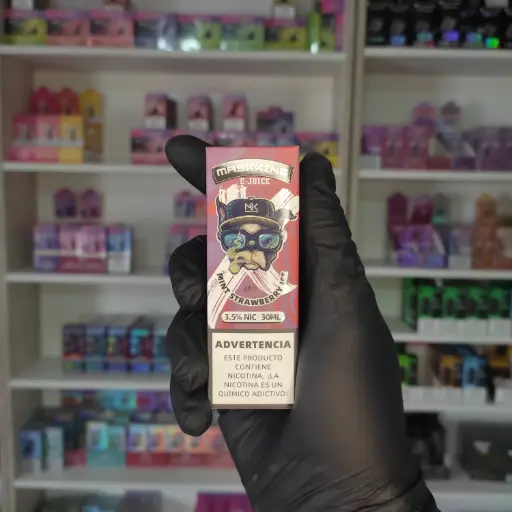 MASKKING
E-JUICE
MK
MINT STRAWBERRY ICE
3.5% NIC 30ML
ADVERTENCIA
ESTE PRODUCTO
CONTIENE
NICOTINA, ¡LA
NICOTINA ES UN
QUÍMICO ADICTIVO!